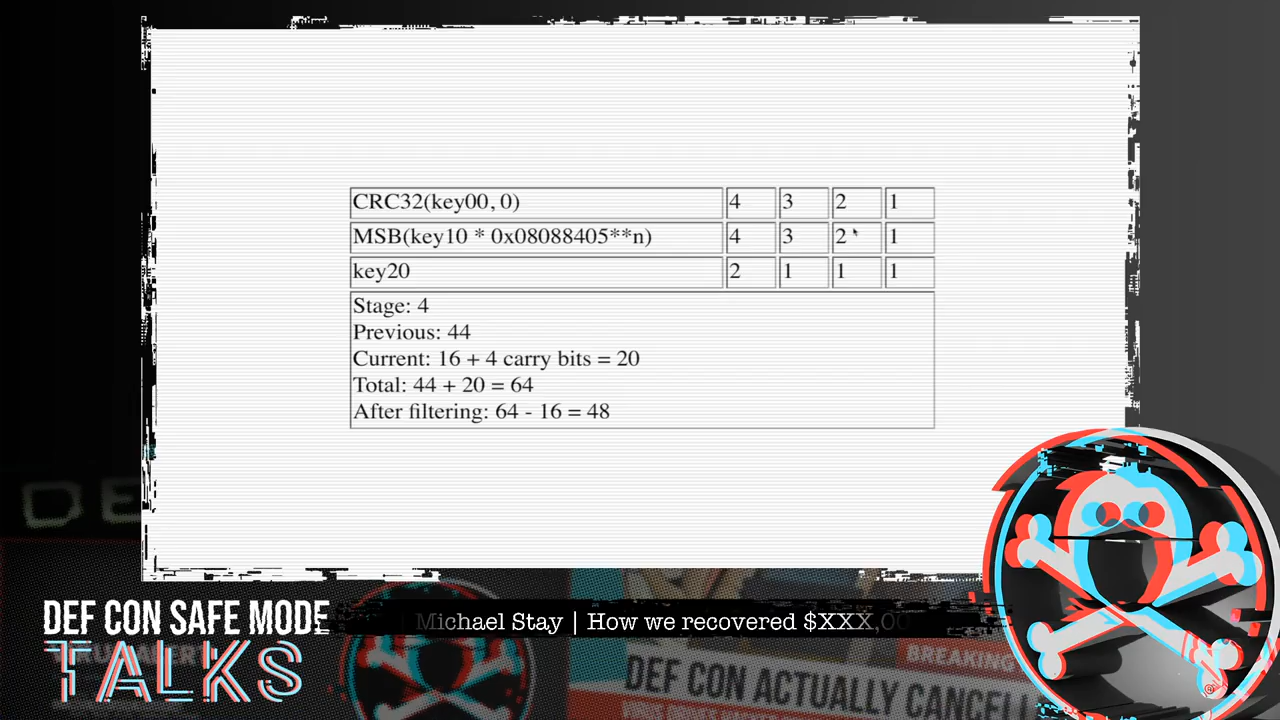 CRC32(key00, 0) 4 3 2 1
MSB(key10 * 0x08088405**n) 4 3 2 1
key20 2 1 1 1
Stage: 4
Previous: 44
Current: 16 + 4 carry bits = 20
Total: 44 + 20 = 64
After filtering: 64 - 16 = 48
DE
DEF CON SAFE MODE
TALKS
Michael Stay | How we recovered $XXX,00
BREAKING
DEF CON ACTUALLY CANCELL